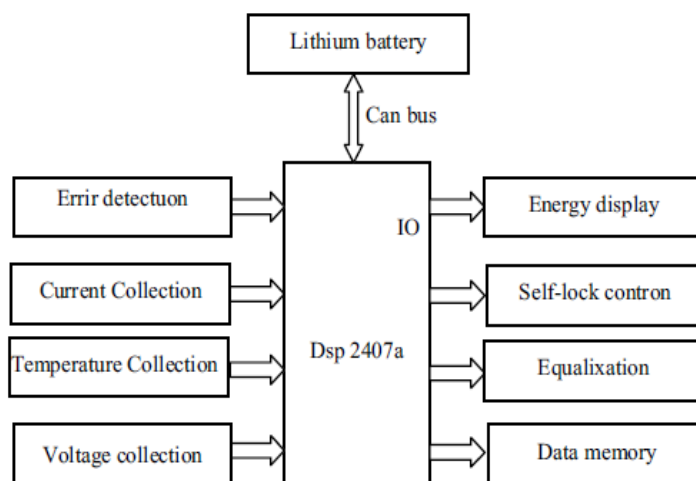 Lithium battery
Can bus
Errir detectuon
Energy display
IO
Current Collection
Self-lock contron
Dsp 2407a
Temperature Collection
Equalixation
Voltage collection
Data memory